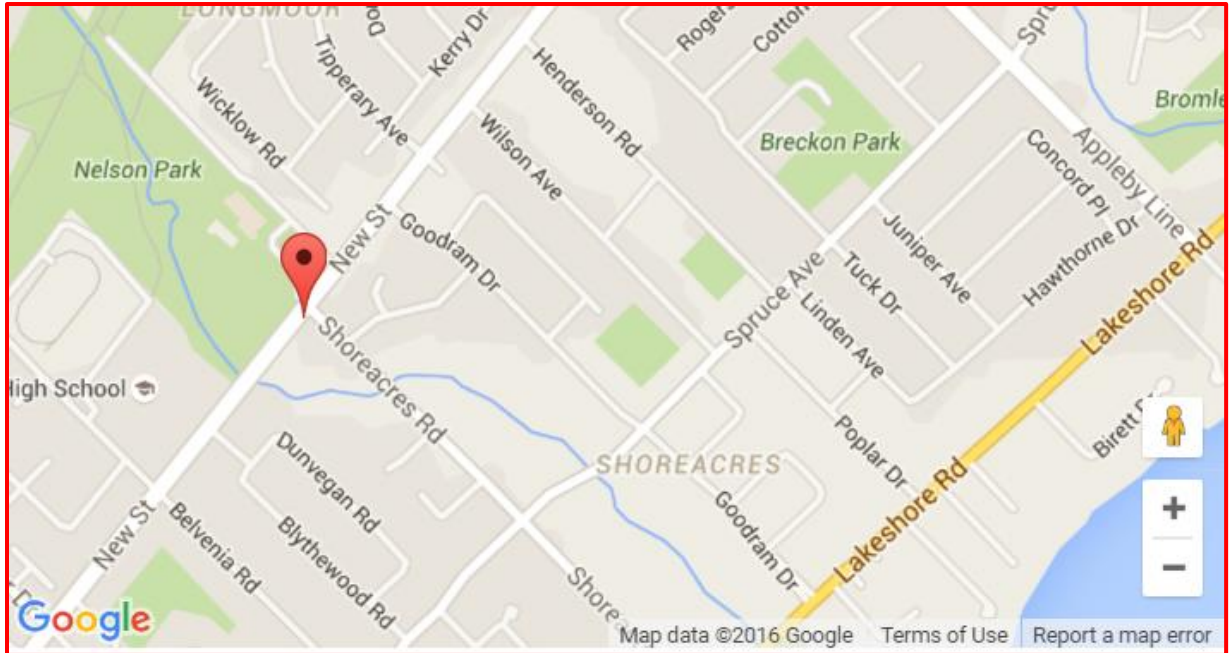 LONGMOOR
Tipperary Ave
Kerry Dr
Rogers
Cotton
Henderson Rd
Wicklow Rd
Wilson Ave
Breckon Park
Bromle
Appleby Line
Concord Pl
Nelson Park
New St
Goodram Dr
Juniper Ave
Hawthorne Dr
Tuck Dr
Spruce Ave
Linden Ave
Lakeshore Rd
Shoreacres Rd
High School
Birett
Poplar Dr
SHOREACRES
Dunvegan Rd
Goodram Dr
Lakeshore Rd
New St
Belvenia Rd
Blythewood Rd
Shorea
+
−
Google
Map data ©2016 Google Terms of Use Report a map error